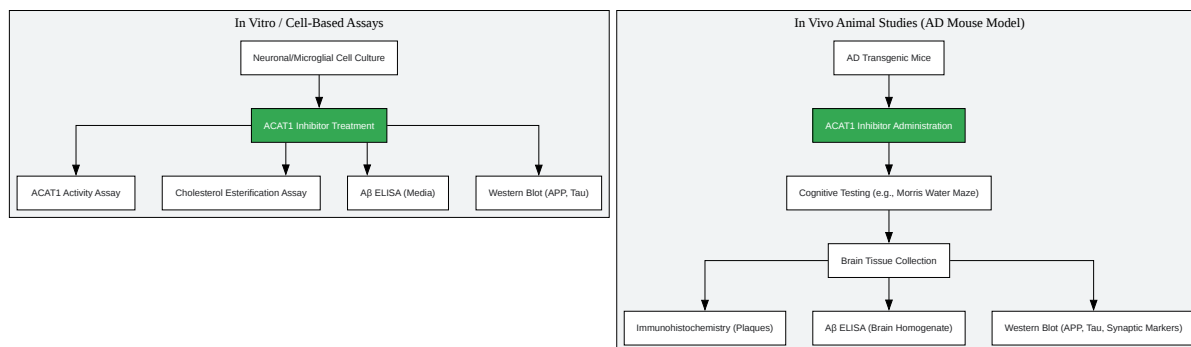 In Vitro / Cell-Based Assays
Neuronal/Microglial Cell Culture
ACAT1 Inhibitor Treatment
ACAT1 Activity Assay
Cholesterol Esterification Assay
Aβ ELISA (Media)
Western Blot (APP, Tau)
In Vivo Animal Studies (AD Mouse Model)
AD Transgenic Mice
ACAT1 Inhibitor Administration
Cognitive Testing (e.g., Morris Water Maze)
Brain Tissue Collection
Immunohistochemistry (Plaques)
Aβ ELISA (Brain Homogenate)
Western Blot (APP, Tau, Synaptic Markers)